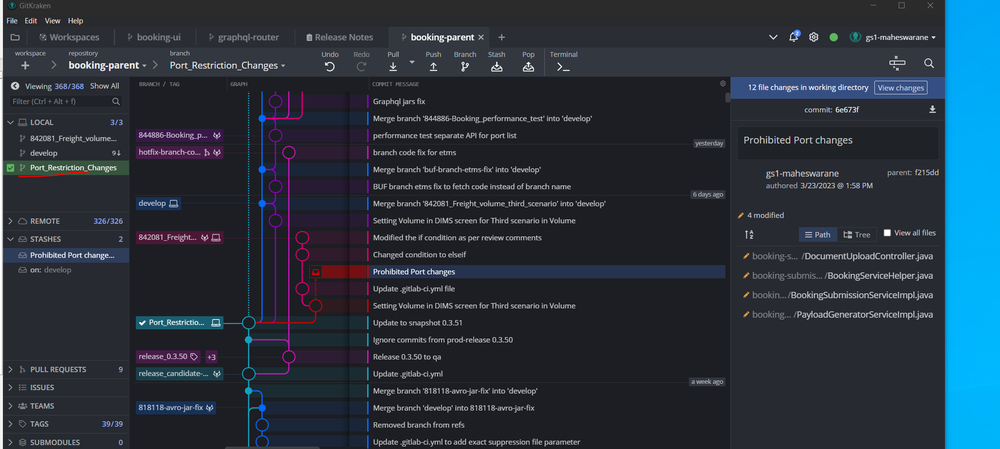 GitKraken
File Edit View Help
Workspaces booking-ui graphql-router Release Notes booking-parent 2 gs1-maheswarane
workspace repository branch
booking-parent Port_Restriction_Changes
Undo Redo Pull Push Branch Stash Pop Terminal
Viewing 368/368 Show All
Filter (Ctrl + Alt + f)
LOCAL 3/3
842081_Freight_volume...
develop 9↓
Port_Restriction_Changes
REMOTE 326/326
STASHES 2
Prohibited Port change...
on: develop
PULL REQUESTS 9
ISSUES
TEAMS
TAGS 39/39
SUBMODULES 0
BRANCH / TAG GRAPH COMMIT MESSAGE
Graphql jars fix
Merge branch '844886-Booking_performance_test' into 'develop'
844886-Booking_p... performance test separate API for port list
yesterday
hotfix-branch-co... branch code fix for etms
Merge branch 'buf-branch-etms-fix' into 'develop'
BUF branch etms fix to fetch code instead of branch name
6 days ago
develop Merge branch '842081_Freight_volume_third_scenario' into 'develop'
Setting Volume in DIMS screen for Third scenario in Volume
842081_Freight... Modified the if condition as per review comments
Changed condition to elseif
Prohibited Port changes
Update .gitlab-ci.yml file
Setting Volume in DIMS screen for Third scenario in Volume
Port_Restrictio... Update to snapshot 0.3.51
Ignore commits from prod-release 0.3.50
release_0.3.50 +3 Release 0.3.50 to qa
release_candidate-... Update .gitlab-ci.yml
a week ago
Merge branch '818118-avro-jar-fix' into 'develop'
818118-avro-jar-fix Merge branch 'develop' into 818118-avro-jar-fix
Removed branch from refs
Update .gitlab-ci.yml to add exact suppression file parameter
12 file changes in working directory View changes
commit: 6e673f
Prohibited Port changes
gs1-maheswarane parent: f215dd
authored 3/23/2023 @ 1:58 PM
4 modified
Path Tree View all files
booking-s... /DocumentUploadController.java
booking-submis... /BookingServiceHelper.java
bookin... /BookingSubmissionServiceImpl.java
booking... /PayloadGeneratorServiceImpl.java